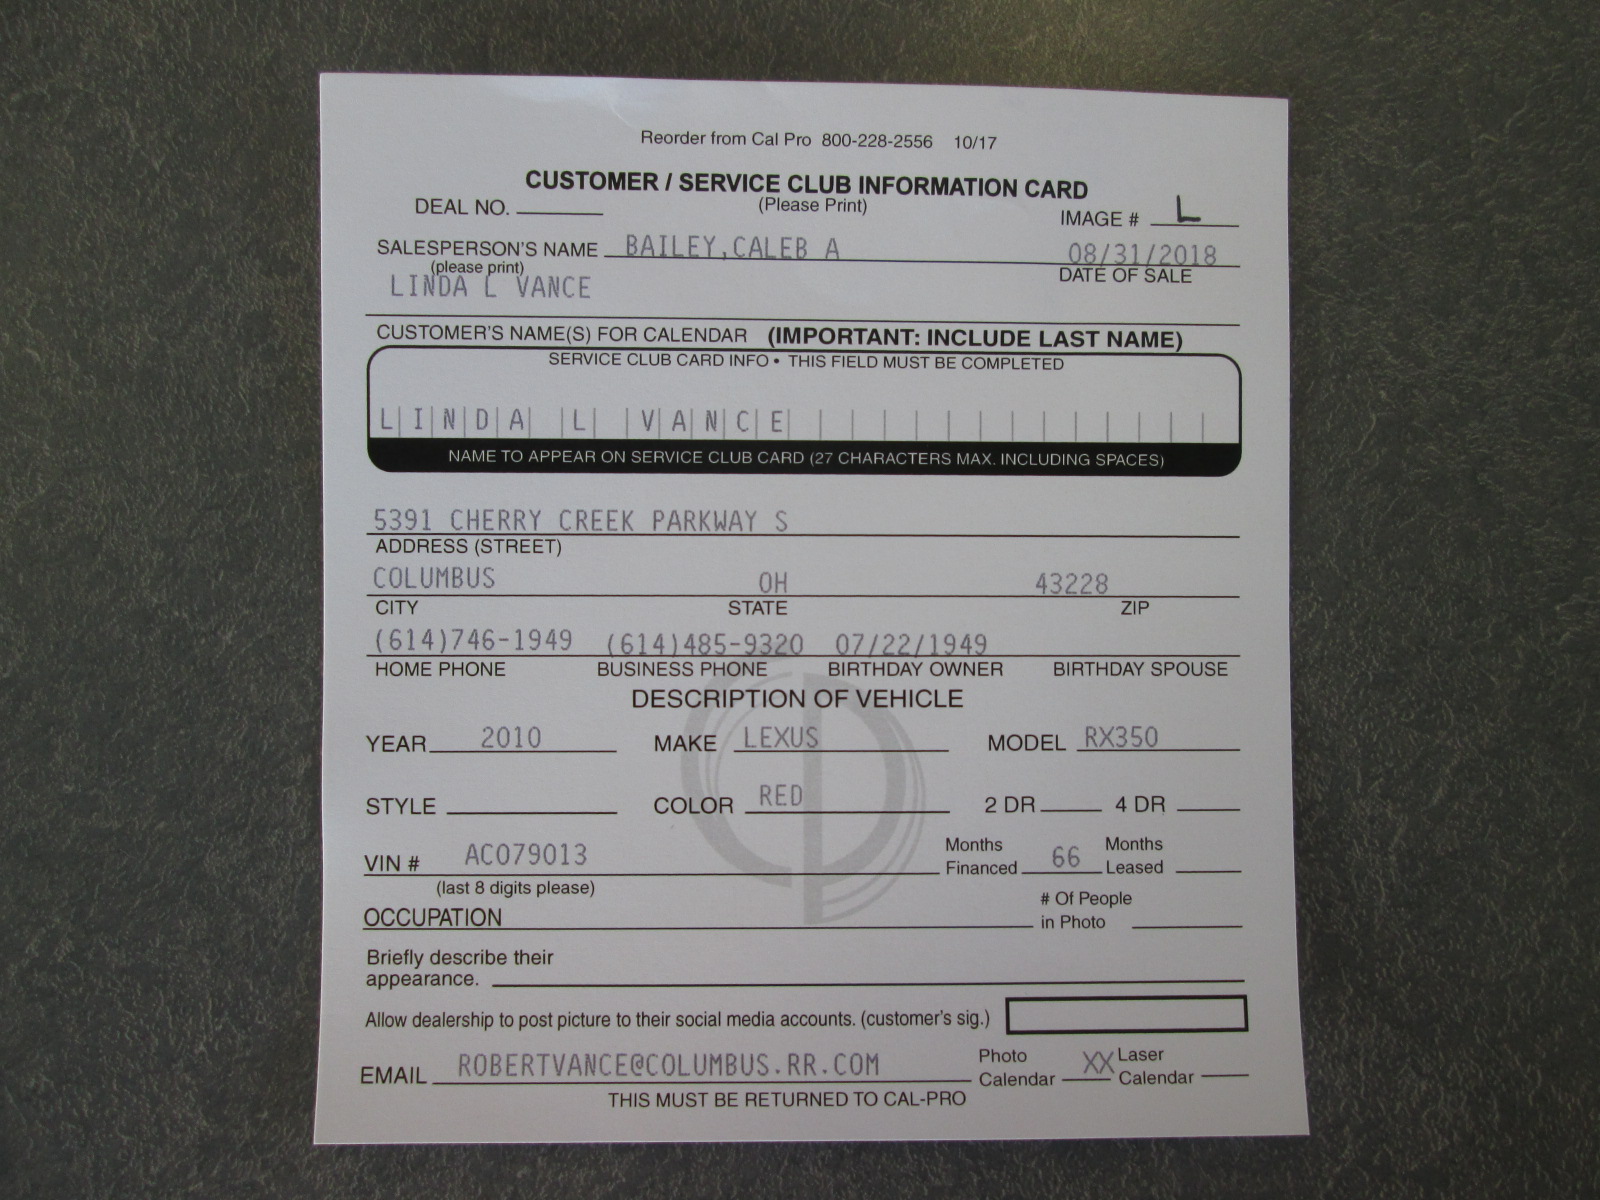 Reorder from Cal Pro 800-228-2556 10/17
CUSTOMER / SERVICE CLUB INFORMATION CARD
(Please Print)
DEAL NO.
IMAGE # L
SALESPERSON'S NAME BAILEY,CALEB A 08/31/2018
(please print) DATE OF SALE
LINDA L VANCE
CUSTOMER'S NAME(S) FOR CALENDAR (IMPORTANT: INCLUDE LAST NAME)
SERVICE CLUB CARD INFO • THIS FIELD MUST BE COMPLETED
LINDA L VANCE
NAME TO APPEAR ON SERVICE CLUB CARD (27 CHARACTERS MAX. INCLUDING SPACES)
5391 CHERRY CREEK PARKWAY S
ADDRESS (STREET)
COLUMBUS OH 43228
CITY STATE ZIP
(614)746-1949 (614)485-9320 07/22/1949
HOME PHONE BUSINESS PHONE BIRTHDAY OWNER BIRTHDAY SPOUSE
DESCRIPTION OF VEHICLE
YEAR 2010 MAKE LEXUS MODEL RX350
STYLE COLOR RED 2 DR 4 DR
VIN # AC079013 Months Financed 66 Months Leased
(last 8 digits please)
OCCUPATION # Of People in Photo
Briefly describe their
appearance.
Allow dealership to post picture to their social media accounts. (customer's sig.)
EMAIL ROBERTVANCE@COLUMBUS.RR.COM Photo Calendar XX Laser Calendar
THIS MUST BE RETURNED TO CAL-PRO